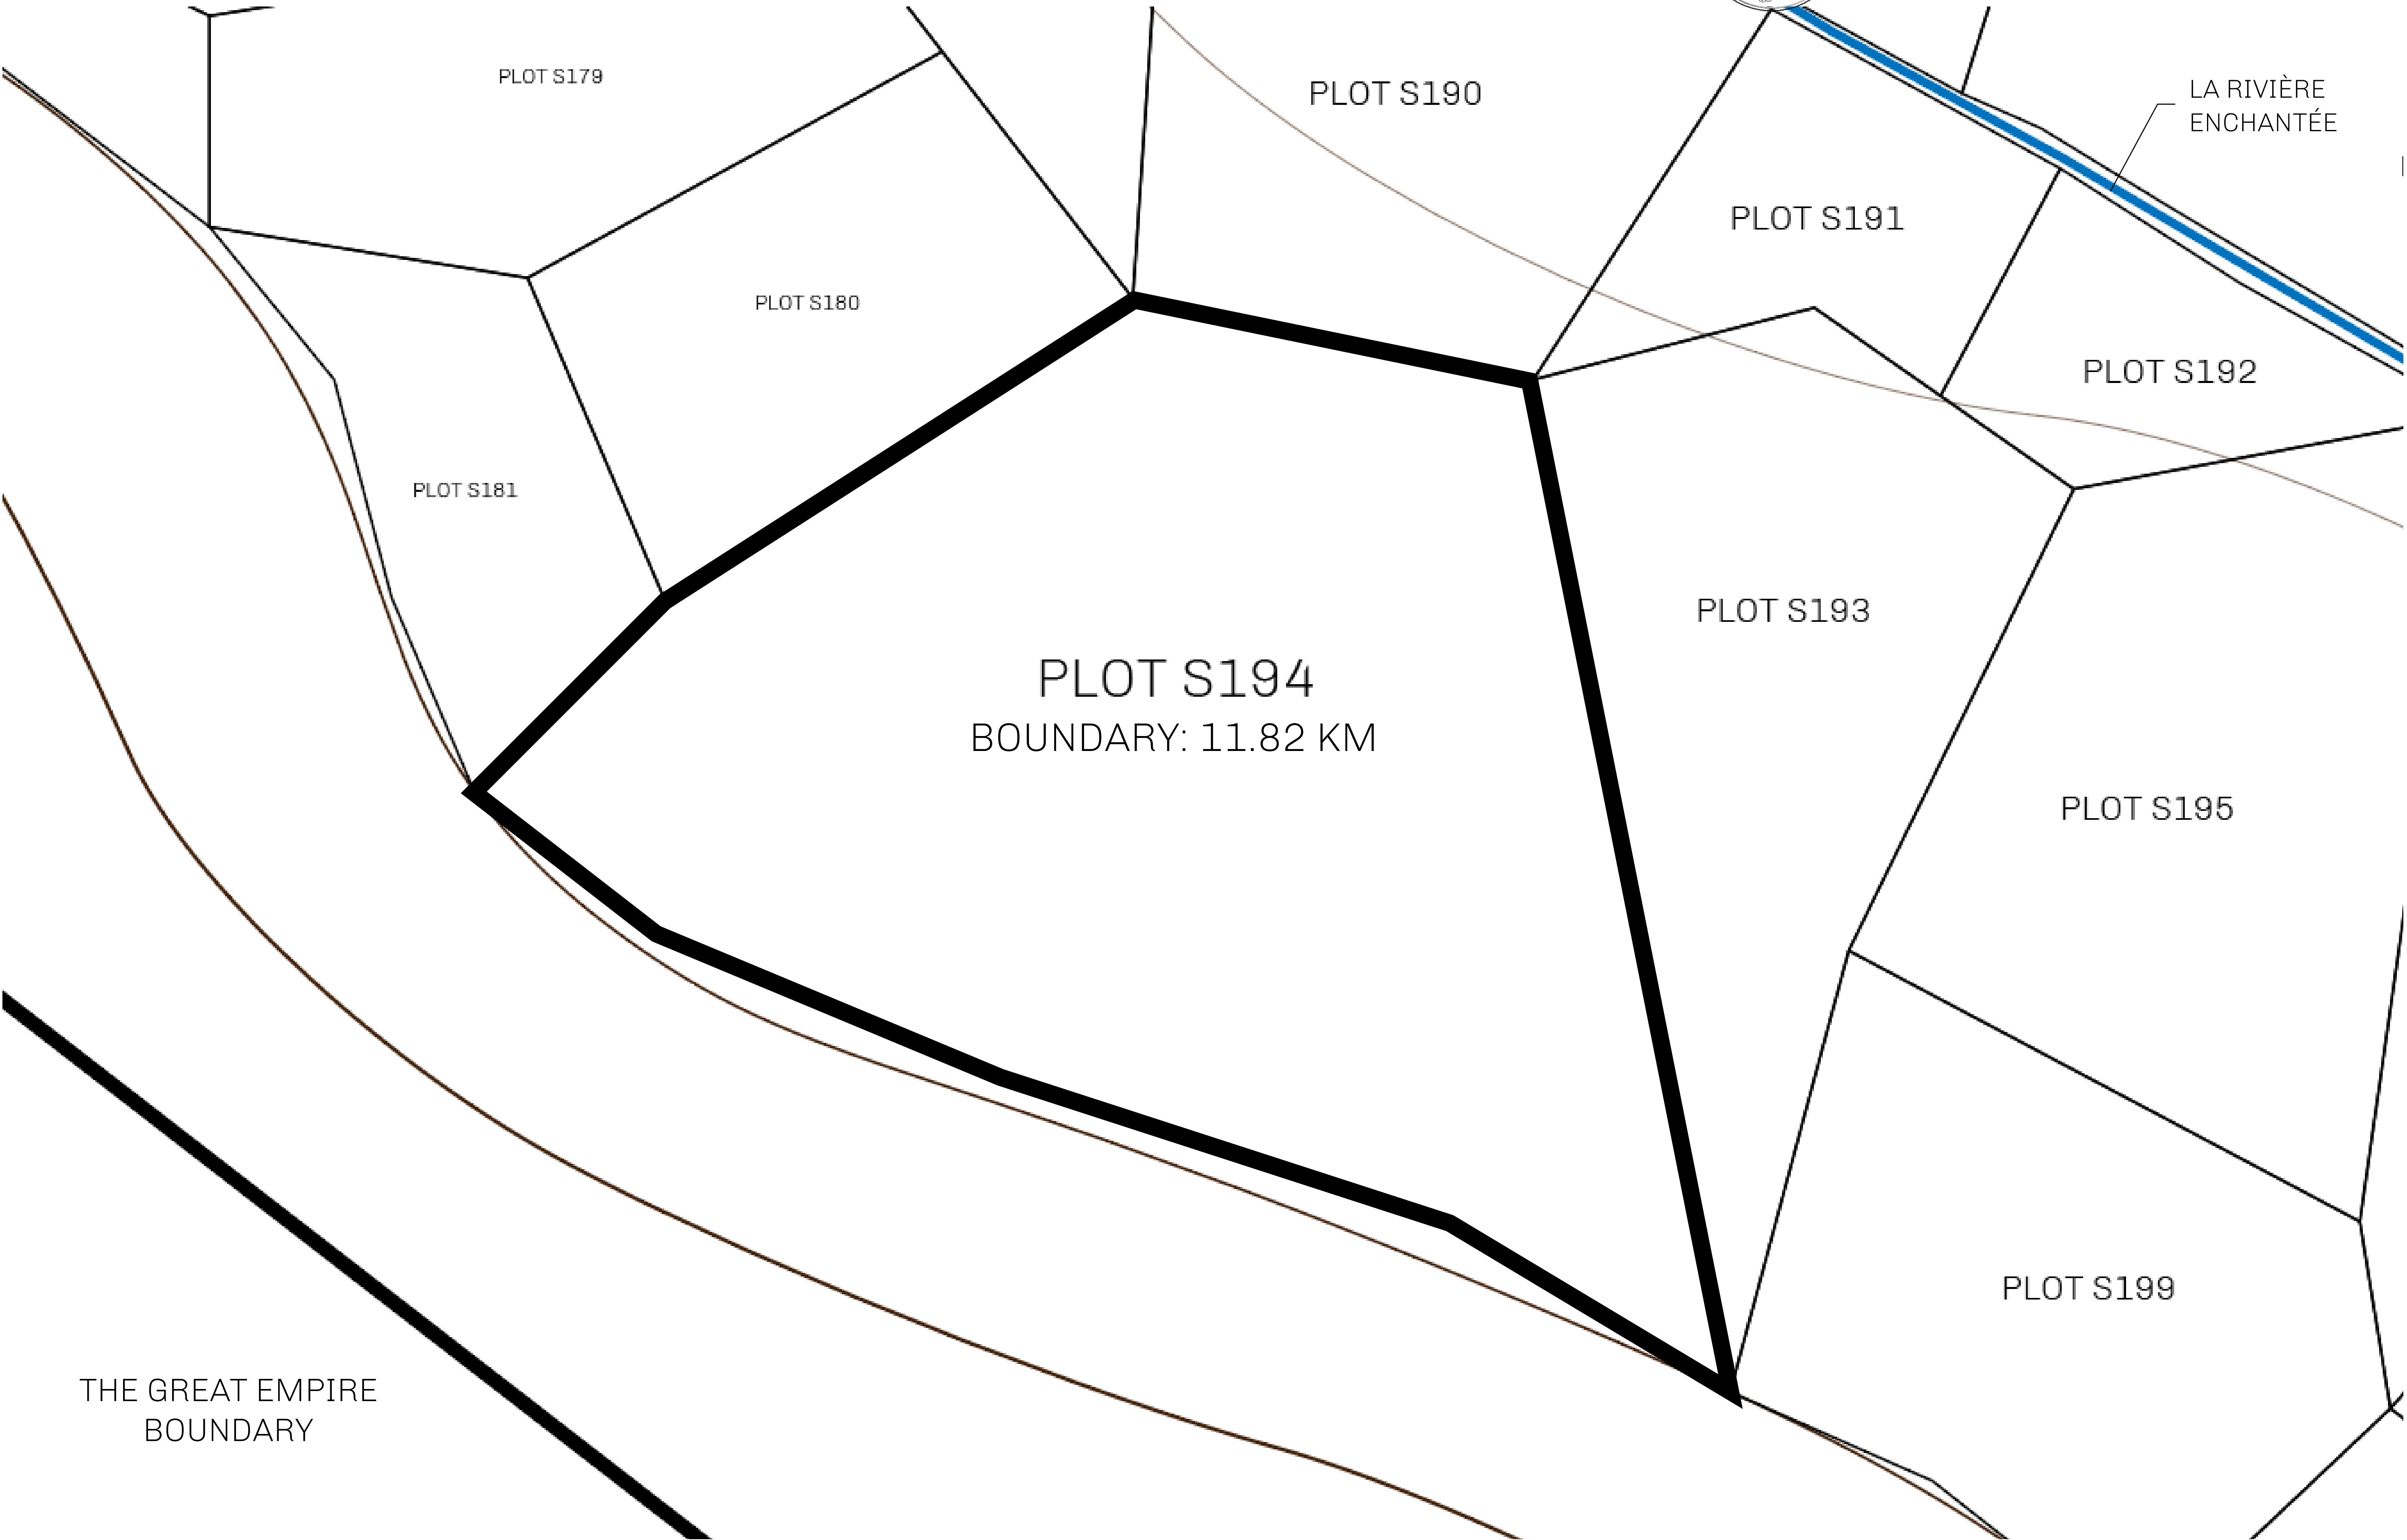 PLOT S179
PLOT S190
LA RIVIÈRE
ENCHANTÉE
PLOT S191
PLOT S180
PLOT S192
PLOT S181
PLOT S193
PLOT S194
BOUNDARY: 11.82 KM
PLOT S195
PLOT S199
THE GREAT EMPIRE
BOUNDARY